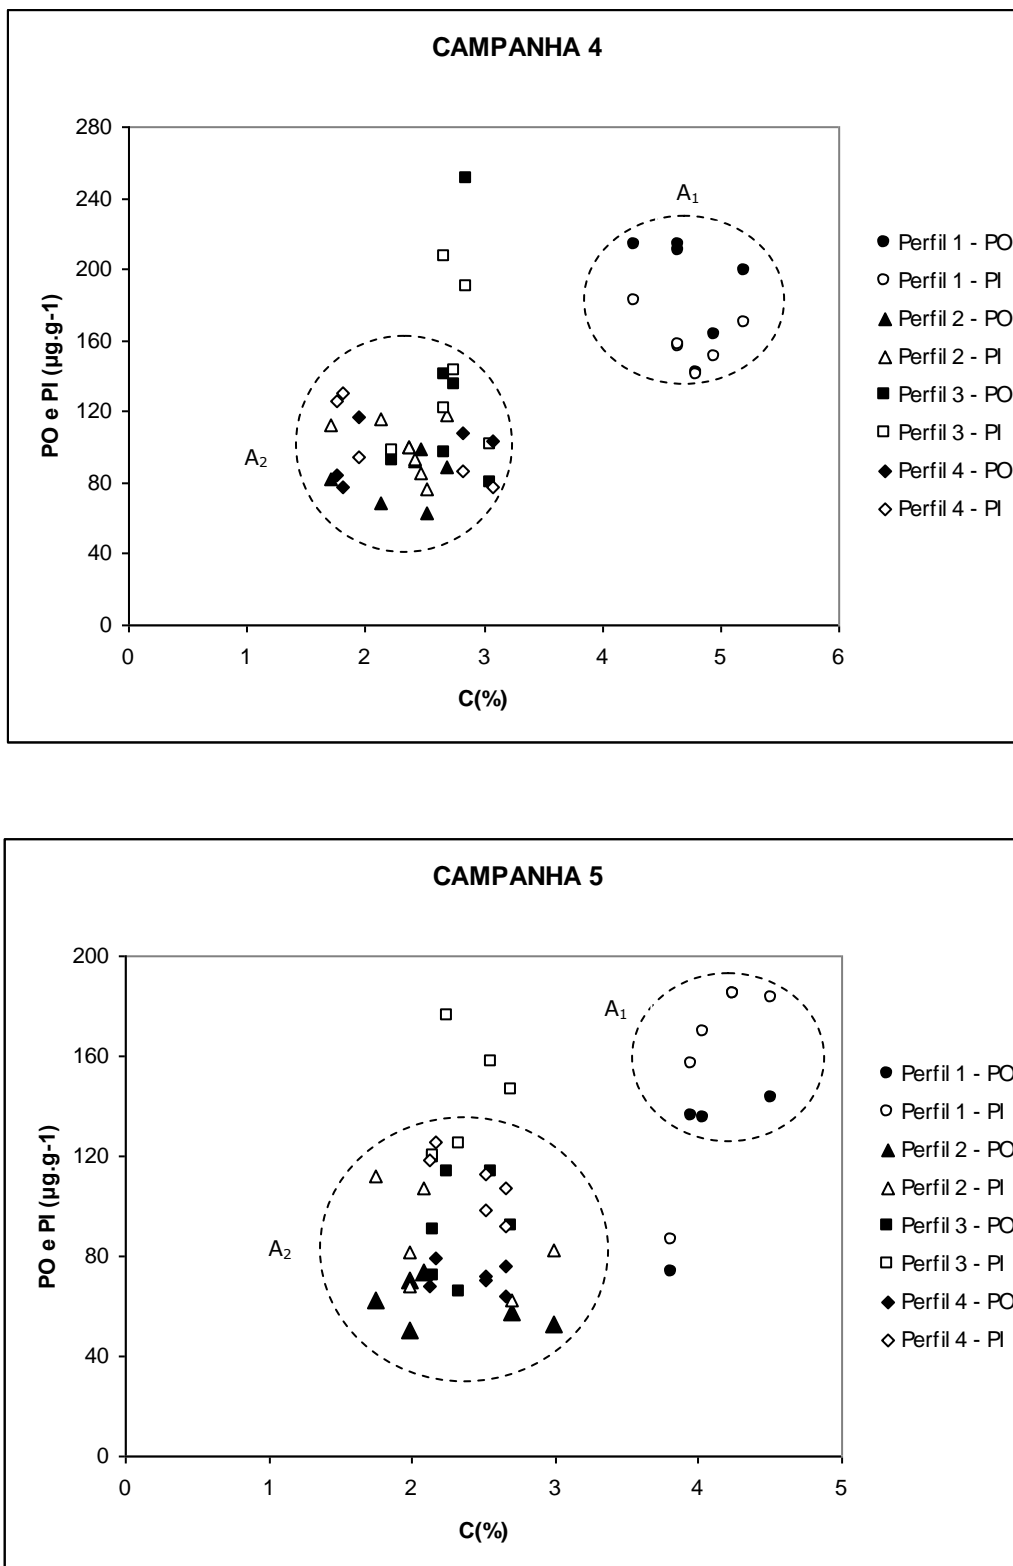 CAMPANHA 4
280
240
200
160
120
80
40
0
0 1 2 3 4 5 6
PO e PI (µg.g-1)
C(%)
A1
A2
Perfil 1 - PO
Perfil 1 - PI
Perfil 2 - PO
Perfil 2 - PI
Perfil 3 - PO
Perfil 3 - PI
Perfil 4 - PO
Perfil 4 - PI
CAMPANHA 5
200
160
120
80
40
0
0 1 2 3 4 5
PO e PI (µg.g-1)
C(%)
A1
A2
Perfil 1 - PO
Perfil 1 - PI
Perfil 2 - PO
Perfil 2 - PI
Perfil 3 - PO
Perfil 3 - PI
Perfil 4 - PO
Perfil 4 - PI